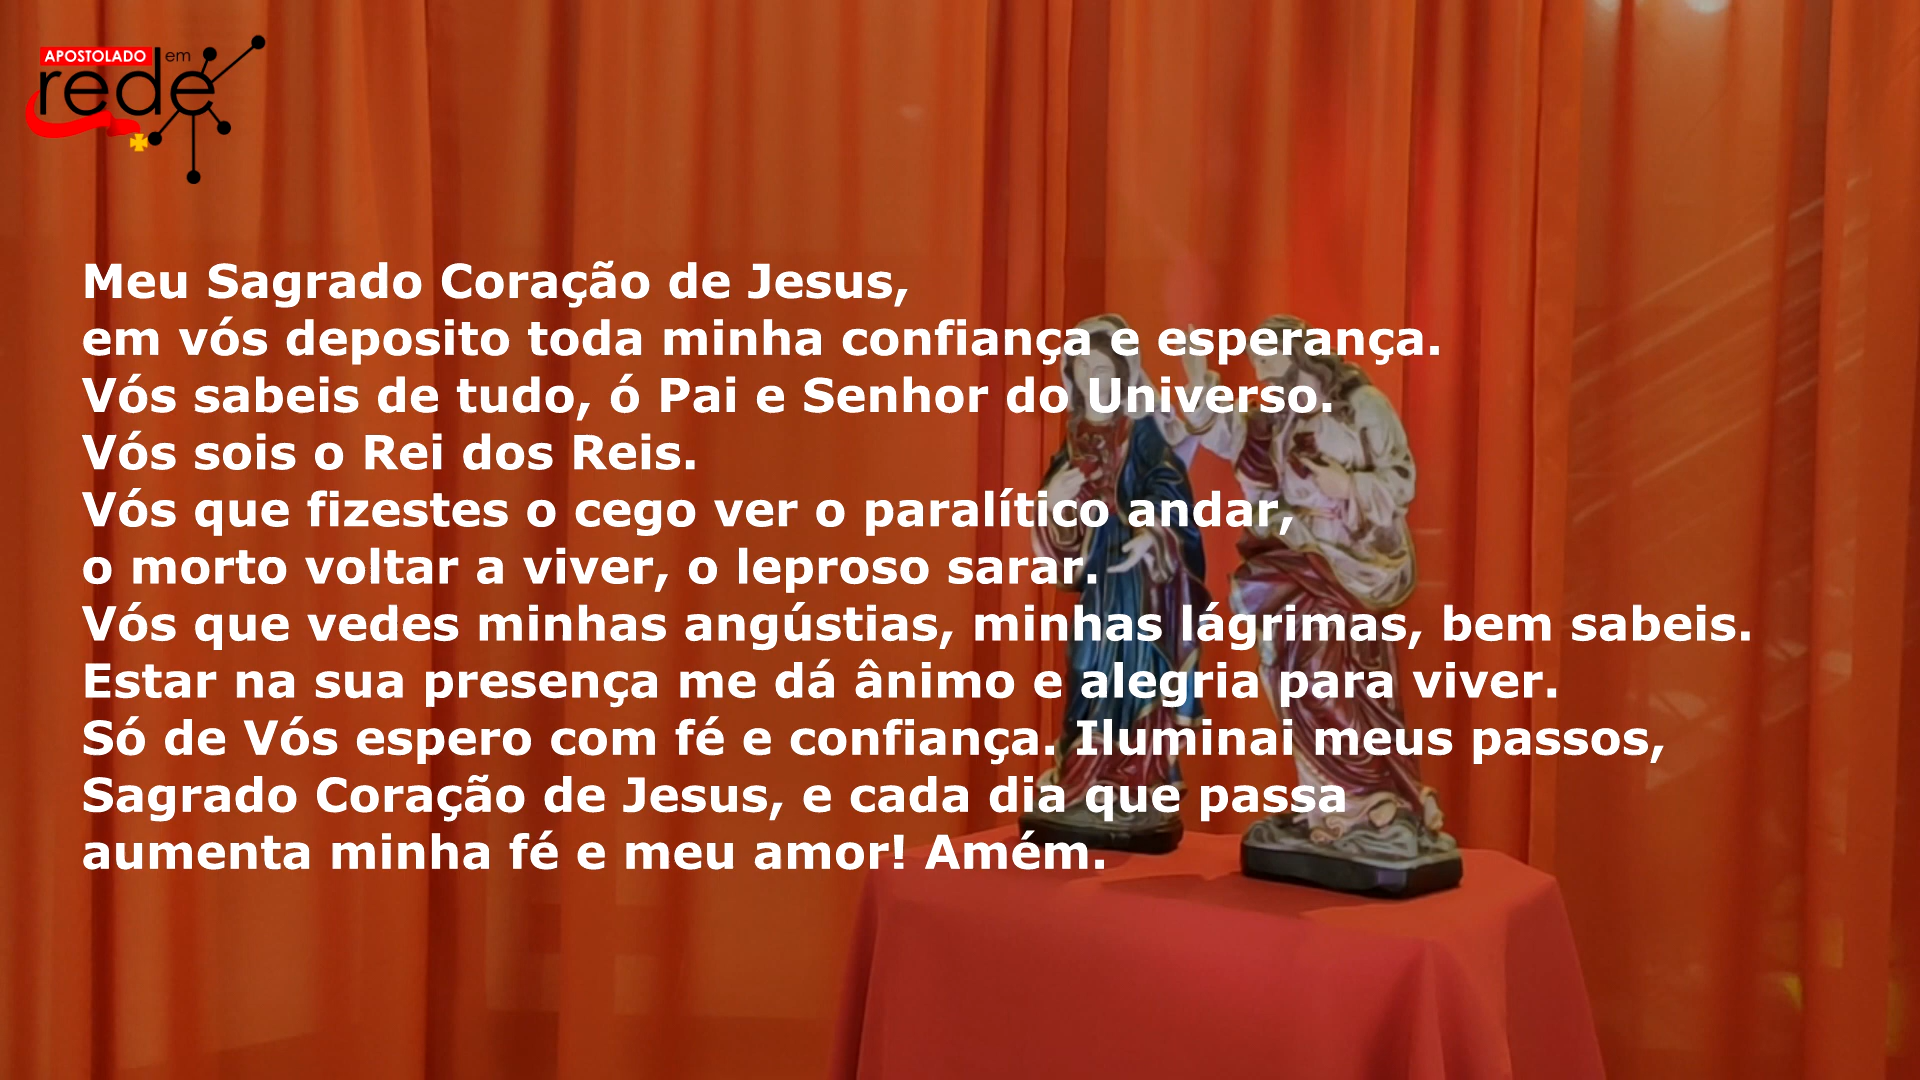 APOSTOLADO em
rede
Meu Sagrado Coração de Jesus,
em vós deposito toda minha confiança e esperança.
Vós sabeis de tudo, ó Pai e Senhor do Universo.
Vós sois o Rei dos Reis.
Vós que fizestes o cego ver o paralítico andar,
o morto voltar a viver, o leproso sarar.
Vós que vedes minhas angústias, minhas lágrimas, bem sabeis.
Estar na sua presença me dá ânimo e alegria para viver.
Só de Vós espero com fé e confiança. Iluminai meus passos,
Sagrado Coração de Jesus, e cada dia que passa
aumenta minha fé e meu amor! Amém.